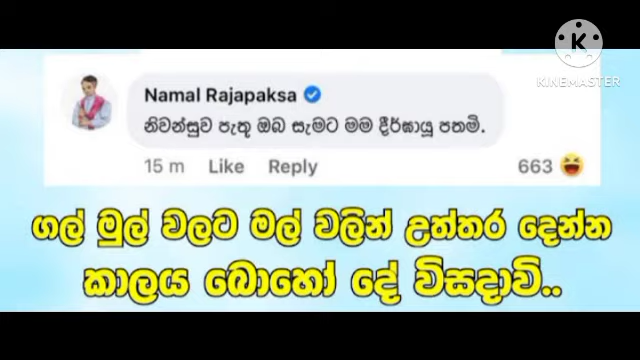 KINEMASTER
Namal Rajapaksa
නිවන්සුව පැතූ ඔබ සැමට මම දීර්ඝායූ පතමි.
15 m Like Reply 663
ගල් මුල් වලට මල් වලින් උත්තර දෙන්න
කාලය බොහෝ දේ විසදාවි..